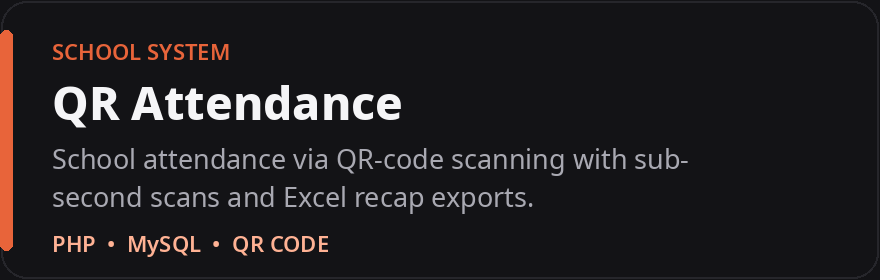 SCHOOL SYSTEM
QR Attendance
School attendance via QR-code scanning with sub-
second scans and Excel recap exports.
PHP • MySQL • QR CODE